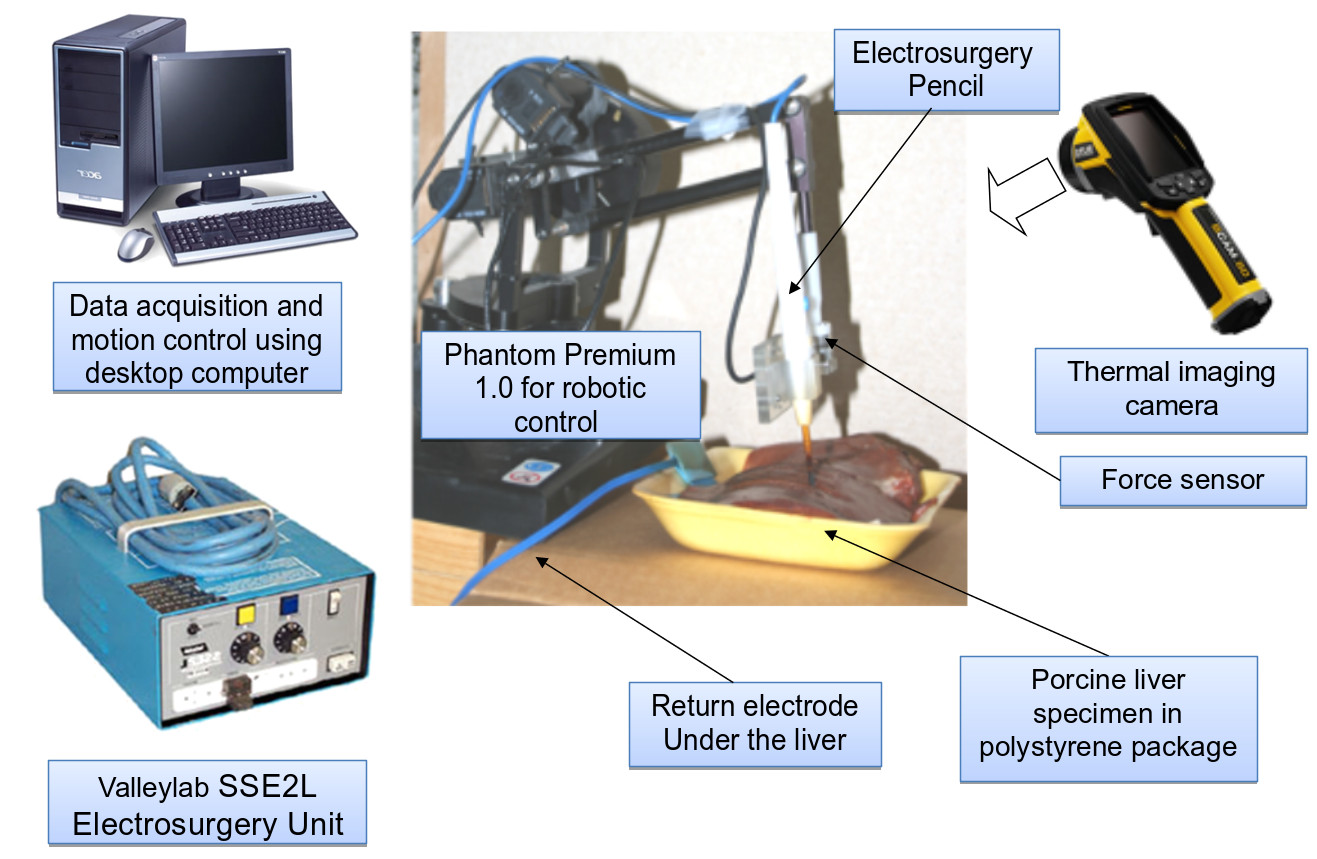 Electrosurgery
Pencil
Data acquisition and
motion control using
desktop computer
Phantom Premium
1.0 for robotic
control
Thermal imaging
camera
Force sensor
Return electrode
Under the liver
Porcine liver
specimen in
polystyrene package
Valleylab SSE2L
Electrosurgery Unit